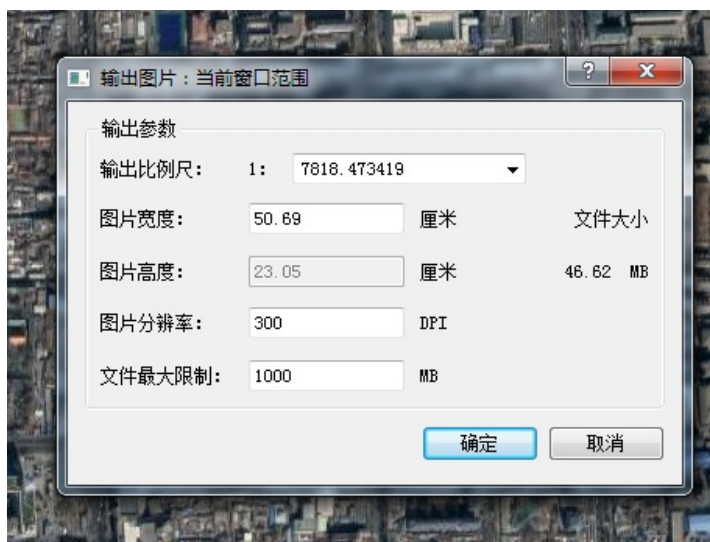 输出图片：当前窗口范围
输出参数
输出比例尺： 1： 7818.473419
图片宽度： 50.69 厘米 文件大小
图片高度： 23.05 厘米 46.62 MB
图片分辨率： 300 DPI
文件最大限制： 1000 MB
确定 取消